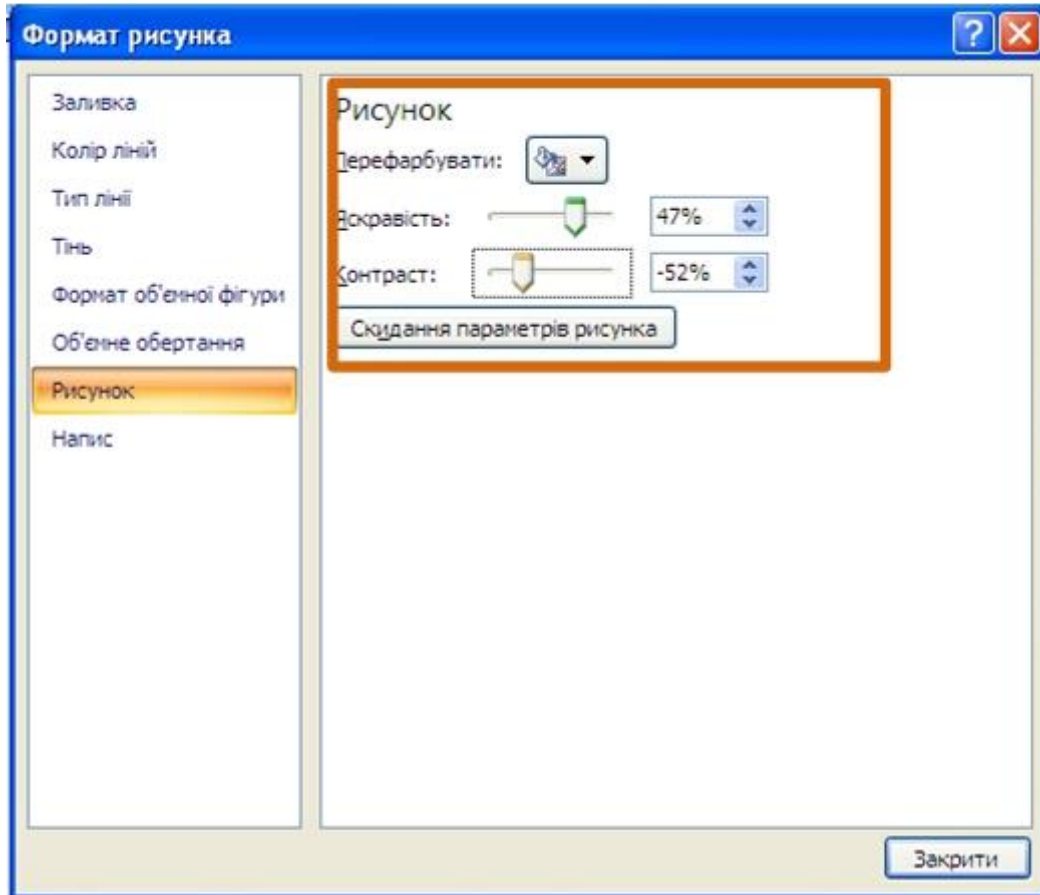 Формат рисунка
Заливка
Колір ліній
Тип лінії
Тінь
Формат об'ємної фігури
Об'ємне обертання
Рисунок
Напис
Рисунок
Перефарбувати:
Яскравість: 47%
Контраст: -52%
Скидання параметрів рисунка
Закрити